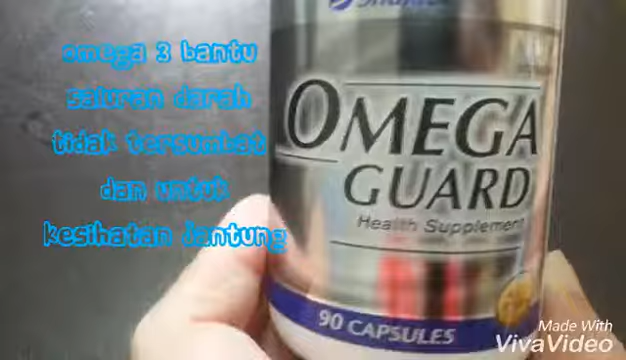 omega 3 bantu
saluran darah
tidak tersumbat
dan untuk
kesihatan jantung
OMEGA
GUARD
Health Supplement
90 CAPSULES
Made With
VivaVideo